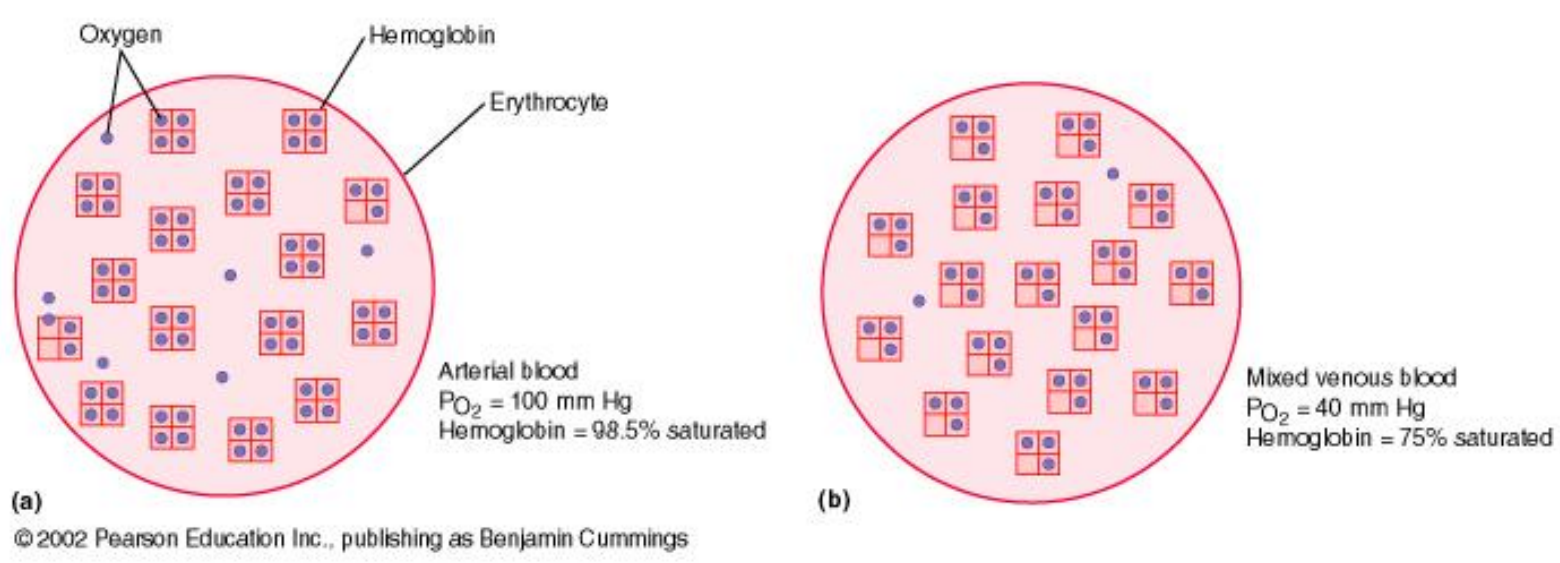 Oxygen
Hemoglobin
Erythrocyte
Arterial blood
PO2 = 100 mm Hg
Hemoglobin = 98.5% saturated
(a)
Mixed venous blood
PO2 = 40 mm Hg
Hemoglobin = 75% saturated
(b)
© 2002 Pearson Education Inc., publishing as Benjamin Cummings